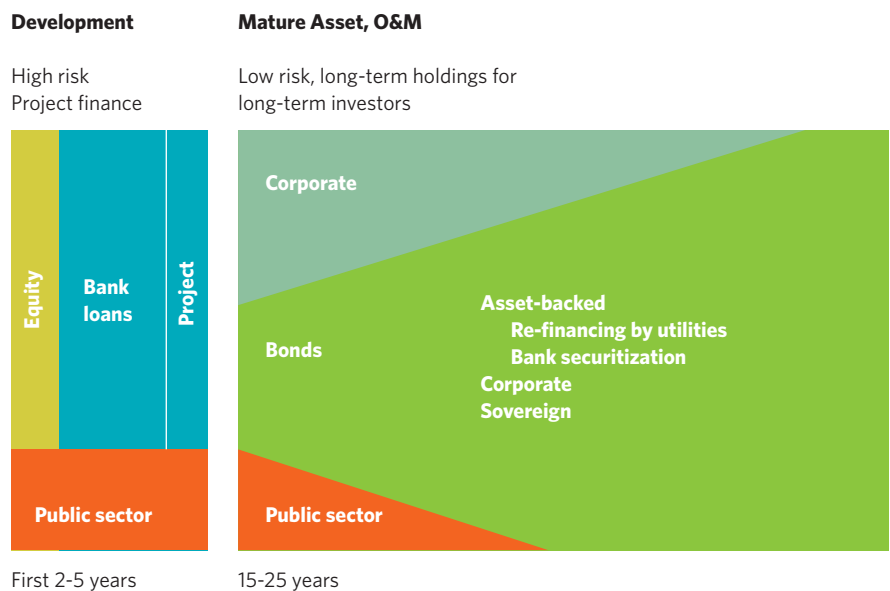 Development
High risk
Project finance
Equity
Bank
loans
Project
Public sector
First 2-5 years
Mature Asset, O&M
Low risk, long-term holdings for
long-term investors
Corporate
Bonds
Asset-backed
Re-financing by utilities
Bank securitization
Corporate
Sovereign
Public sector
15-25 years